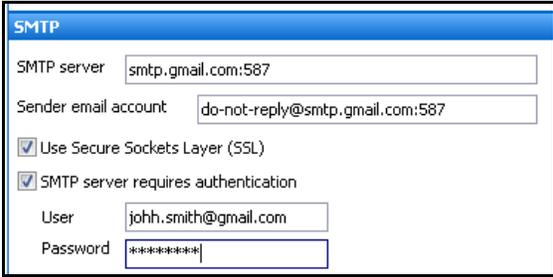 SMTP
SMTP server smtp.gmail.com:587
Sender email account do-not-reply@smtp.gmail.com:587
Use Secure Sockets Layer (SSL)
SMTP server requires authentication
User johh.smith@gmail.com
Password ********